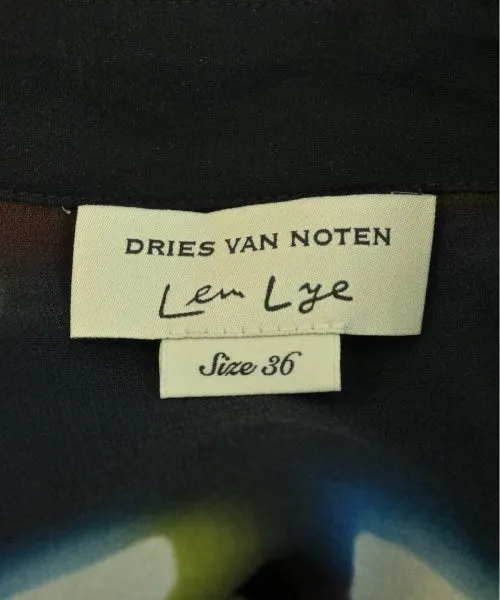 DRIES VAN NOTEN
Len Lye
Size 36